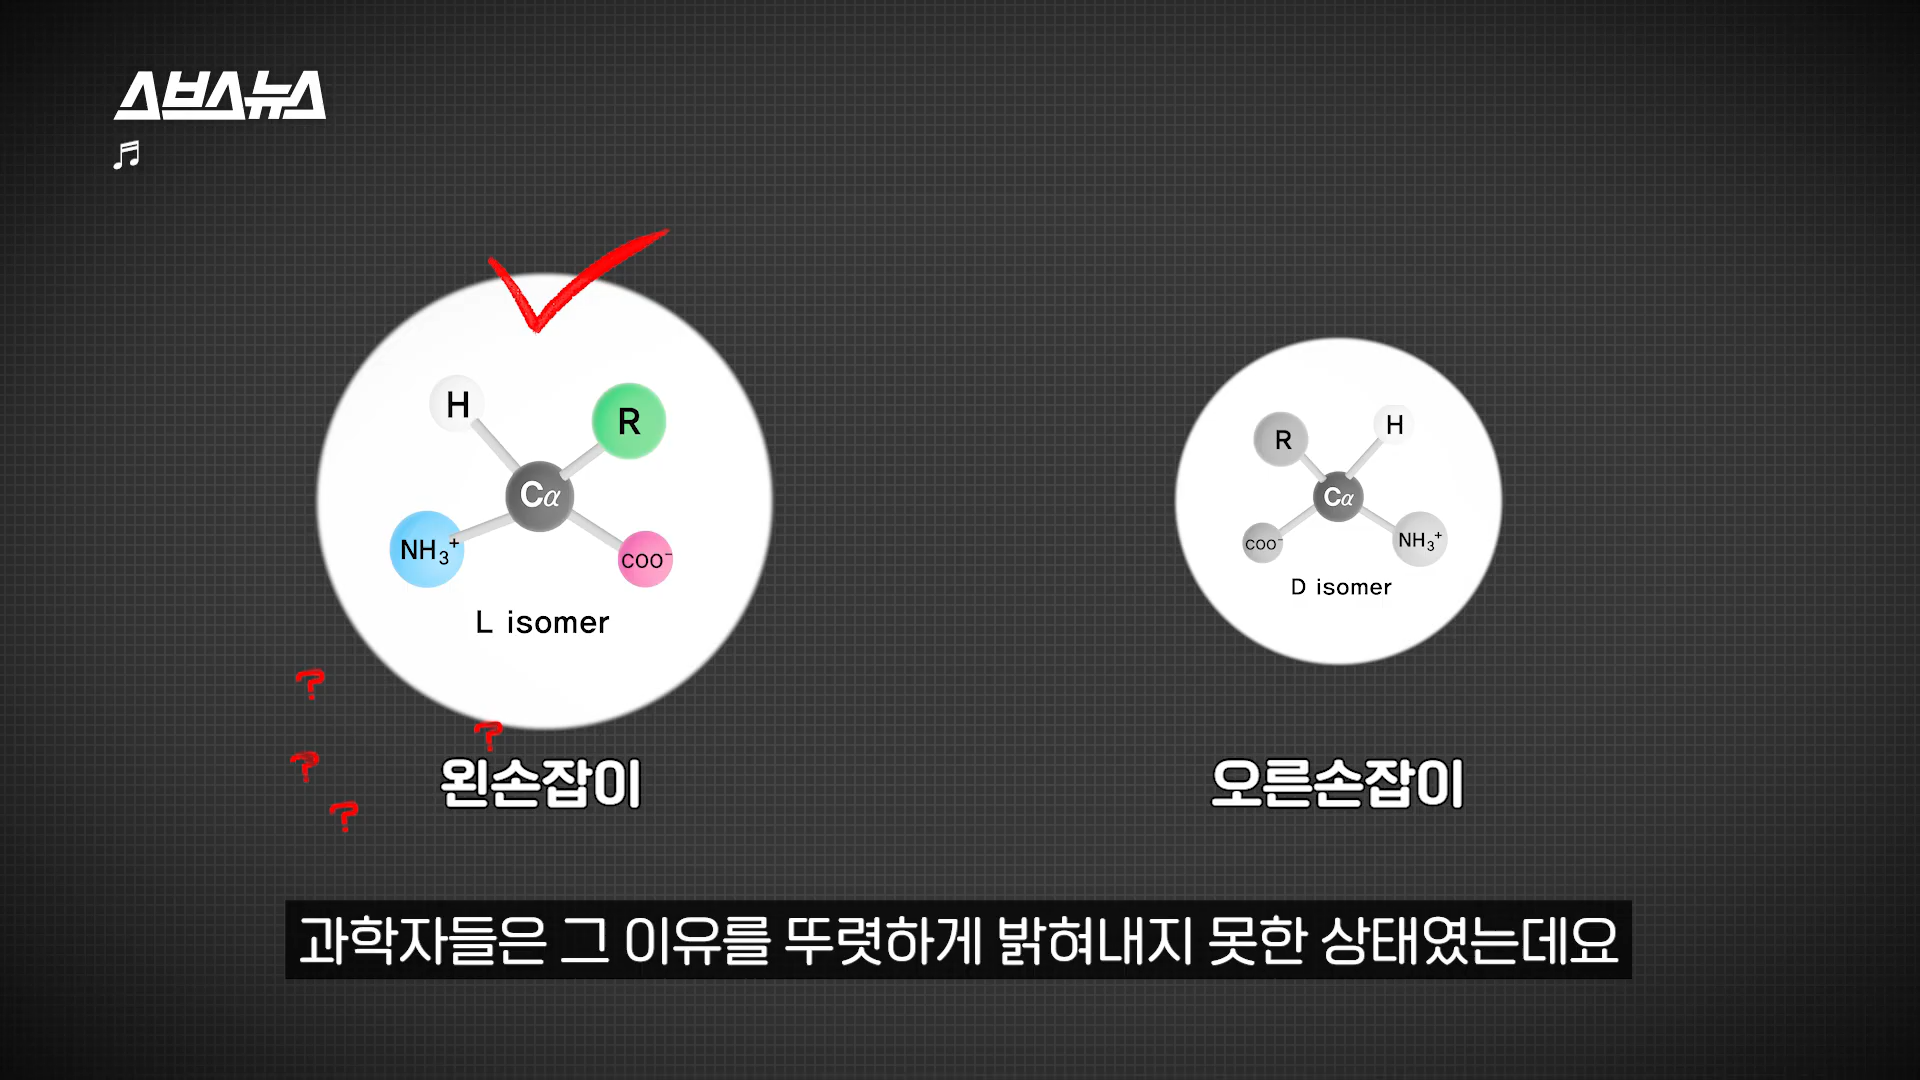 스브스뉴스
H
R
Cα
NH₃⁺
COO⁻
L isomer
R
H
Cα
COO⁻
NH₃⁺
D isomer
?
?
?
?
왼손잡이
오른손잡이
과학자들은 그 이유를 뚜렷하게 밝혀내지 못한 상태였는데요